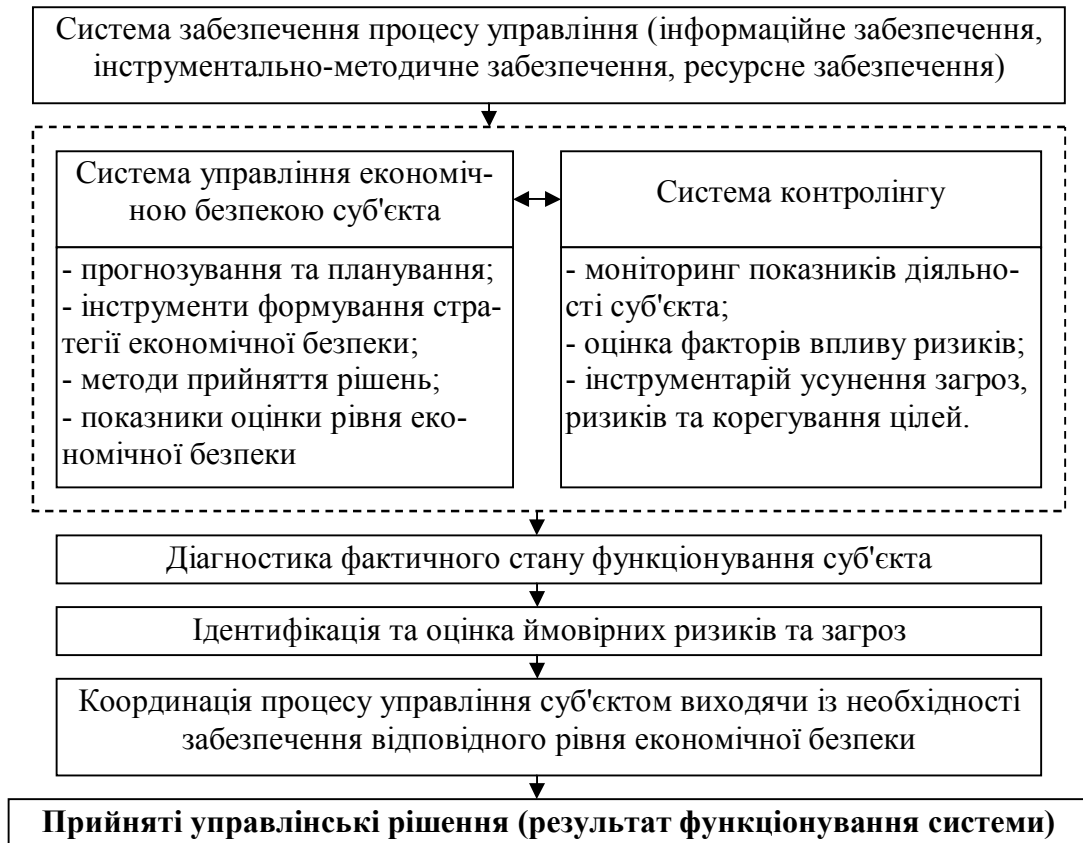 Система забезпечення процесу управління (інформаційне забезпечення,
інструментально-методичне забезпечення, ресурсне забезпечення)
Система управління економіч-
ною безпекою суб'єкта
- прогнозування та планування;
- інструменти формування стра-
тегії економічної безпеки;
- методи прийняття рішень;
- показники оцінки рівня еко-
номічної безпеки
Система контролінгу
- моніторинг показників діяльно-
сті суб'єкта;
- оцінка факторів впливу ризиків;
- інструментарій усунення загроз,
ризиків та корегування цілей.
Діагностика фактичного стану функціонування суб'єкта
Ідентифікація та оцінка ймовірних ризиків та загроз
Координація процесу управління суб'єктом виходячи із необхідності
забезпечення відповідного рівня економічної безпеки
Прийняті управлінські рішення (результат функціонування системи)